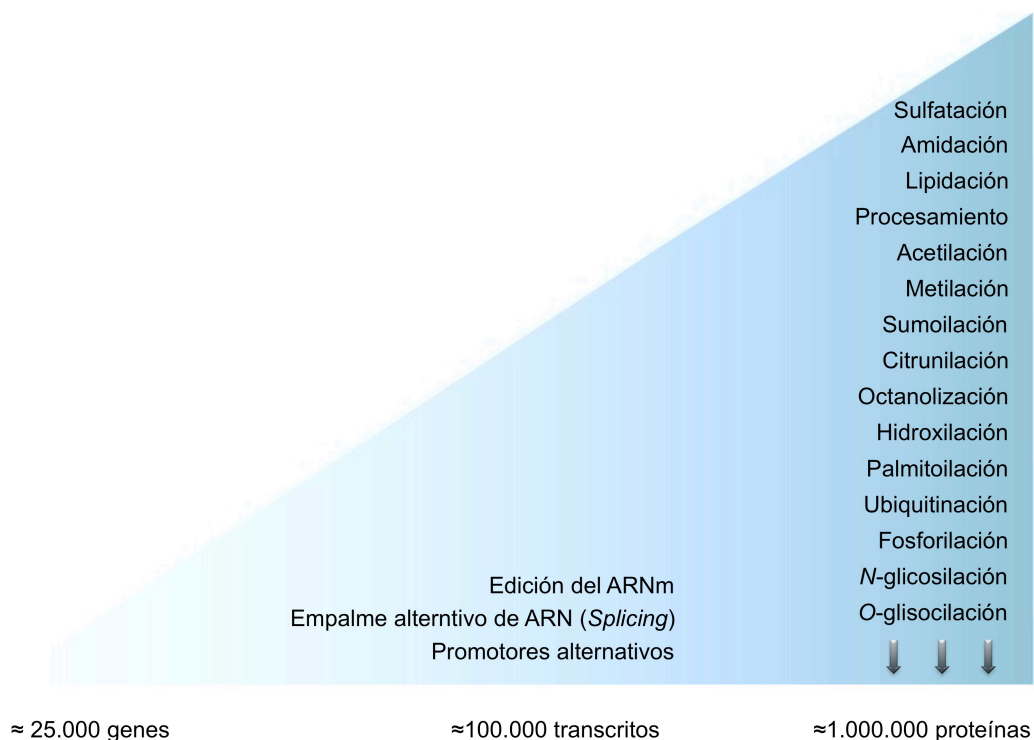 Sulfatación
Amidación
Lipidación
Procesamiento
Acetilación
Metilación
Sumoilación
Citrunilación
Octanolización
Hidroxilación
Palmitoilación
Ubiquitinación
Fosforilación
N-glicosilación
O-glisocilación
Edición del ARNm
Empalme alterntivo de ARN (Splicing)
Promotores alternativos
≈ 25.000 genes
≈100.000 transcritos
≈1.000.000 proteínas